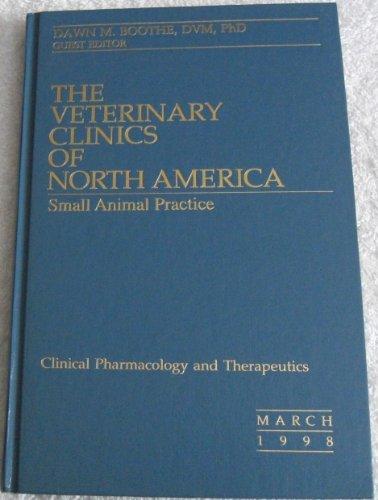 DAWN M. BOOTHE, DVM, PhD
GUEST EDITOR
THE
VETERINARY
CLINICS
OF
NORTH AMERICA
Small Animal Practice
Clinical Pharmacology and Therapeutics
MARCH
1998